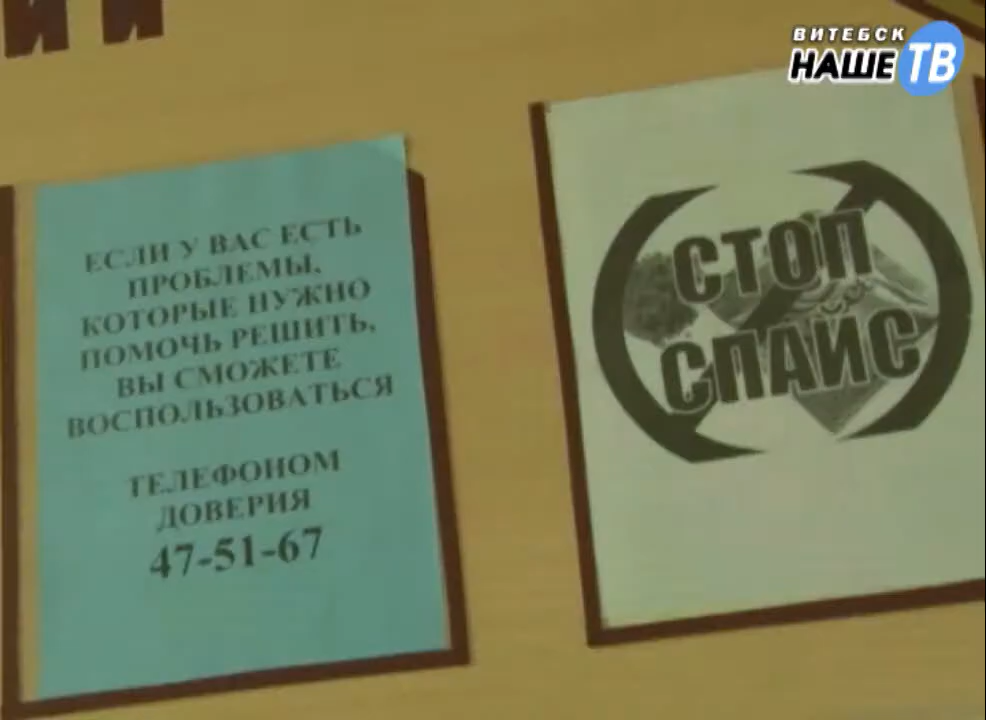 ВИТЕБСК
НАШЕ ТВ
ЕСЛИ У ВАС ЕСТЬ
ПРОБЛЕМЫ,
КОТОРЫЕ НУЖНО
ПОМОЧЬ РЕШИТЬ,
ВЫ СМОЖЕТЕ
ВОСПОЛЬЗОВАТЬСЯ
ТЕЛЕФОНОМ
ДОВЕРИЯ
47-51-67
СТОП
СПАЙС